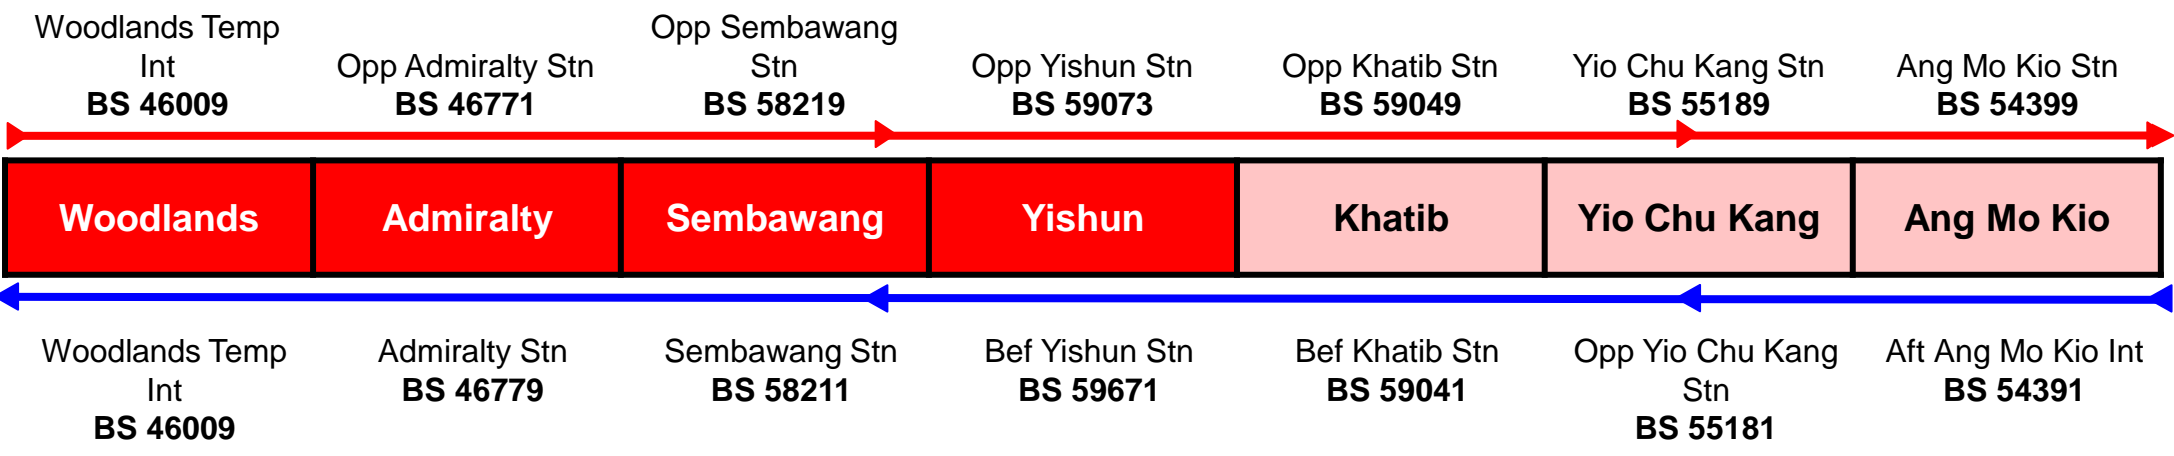 Woodlands Temp
Int
BS 46009
Opp Admiralty Stn
BS 46771
Opp Sembawang
Stn
BS 58219
Opp Yishun Stn
BS 59073
Opp Khatib Stn
BS 59049
Yio Chu Kang Stn
BS 55189
Ang Mo Kio Stn
BS 54399
Woodlands
Admiralty
Sembawang
Yishun
Khatib
Yio Chu Kang
Ang Mo Kio
Woodlands Temp
Int
BS 46009
Admiralty Stn
BS 46779
Sembawang Stn
BS 58211
Bef Yishun Stn
BS 59671
Bef Khatib Stn
BS 59041
Opp Yio Chu Kang
Stn
BS 55181
Aft Ang Mo Kio Int
BS 54391